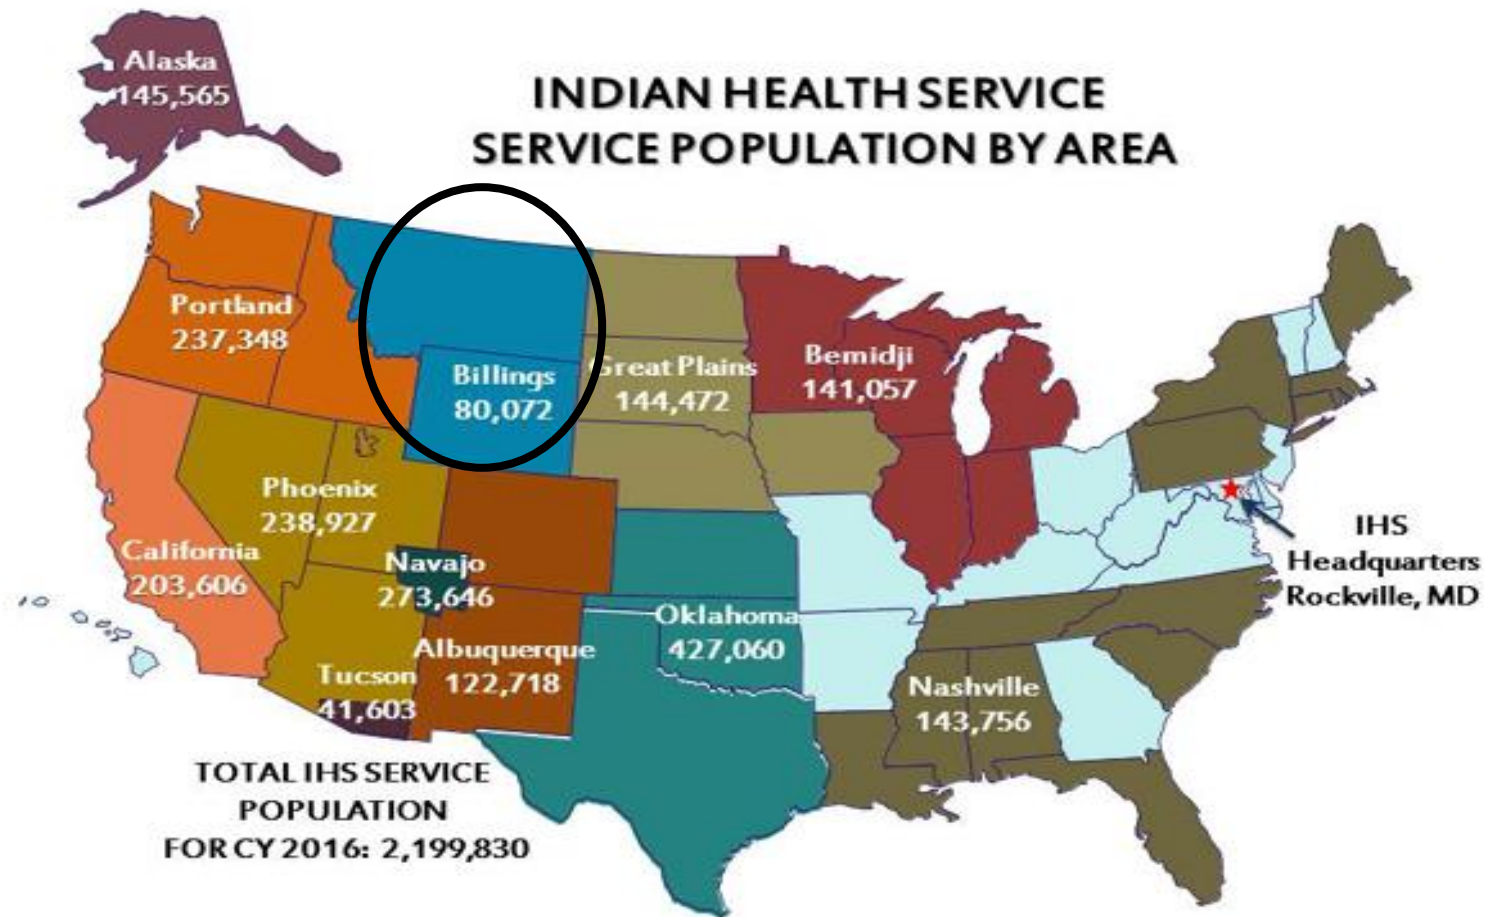 Alaska
145,565
INDIAN HEALTH SERVICE
SERVICE POPULATION BY AREA
Portland
237,348
Billings
80,072
Great Plains
144,472
Bemidji
141,057
Phoenix
238,927
California
203,606
Navajo
273,646
IHS
Headquarters
Rockville, MD
Oklahoma
427,060
Albuquerque
122,718
Tucson
41,603
Nashville
143,756
TOTAL IHS SERVICE
POPULATION
FOR CY 2016: 2,199,830